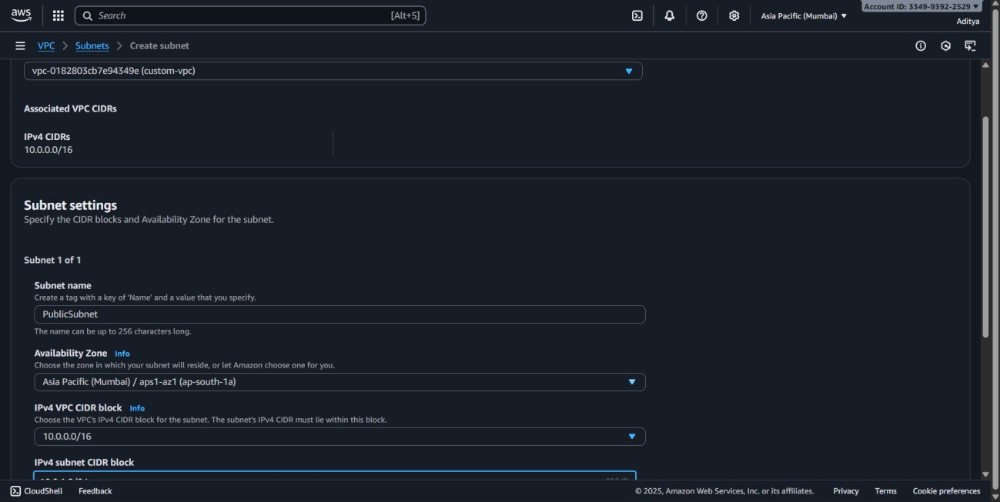 aws
Search [Alt+S]
Asia Pacific (Mumbai)
Account ID: 3349-9392-2529
Aditya
VPC > Subnets > Create subnet
vpc-0182803cb7e94349e (custom-vpc)
Associated VPC CIDRs
IPv4 CIDRs
10.0.0.0/16
Subnet settings
Specify the CIDR blocks and Availability Zone for the subnet.
Subnet 1 of 1
Subnet name
Create a tag with a key of 'Name' and a value that you specify.
PublicSubnet
The name can be up to 256 characters long.
Availability Zone Info
Choose the zone in which your subnet will reside, or let Amazon choose one for you.
Asia Pacific (Mumbai) / aps1-az1 (ap-south-1a)
IPv4 VPC CIDR block Info
Choose the VPC's IPv4 CIDR block for the subnet. The subnet's IPv4 CIDR must lie within this block.
10.0.0.0/16
IPv4 subnet CIDR block
CloudShell Feedback
© 2025, Amazon Web Services, Inc. or its affiliates. Privacy Terms Cookie preferences